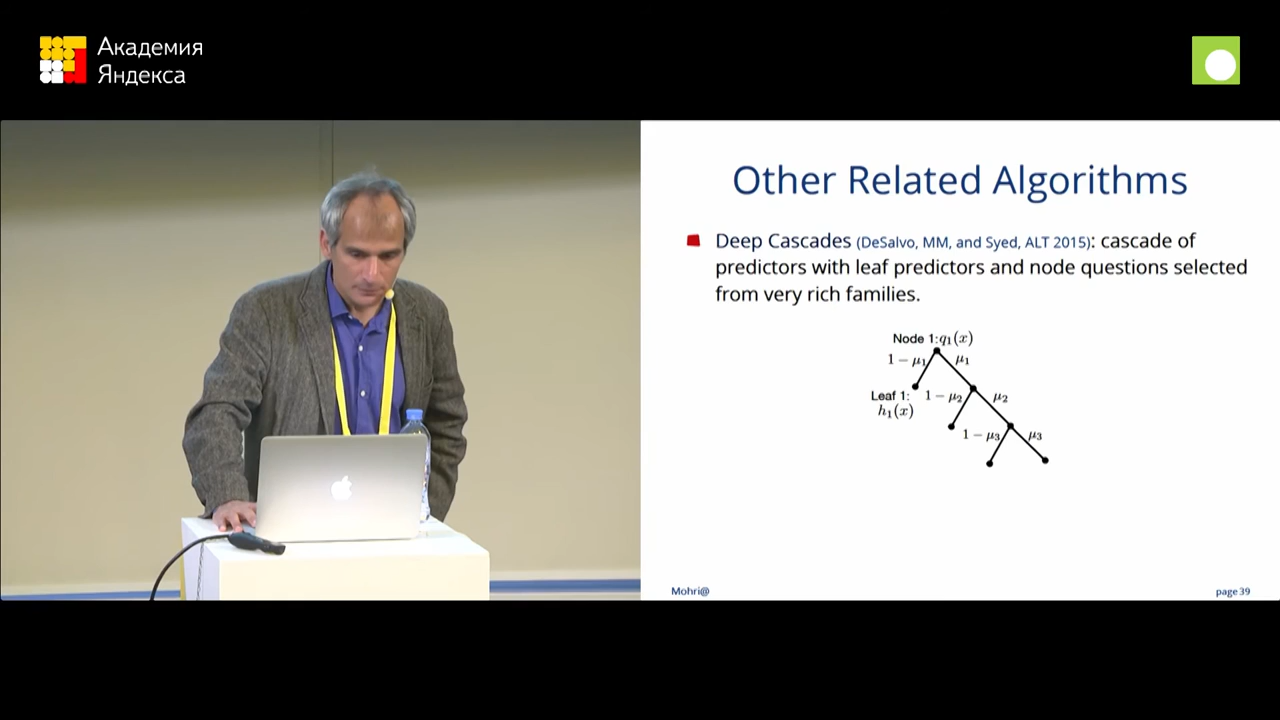 Академия
Яндекса
Other Related Algorithms
Deep Cascades (DeSalvo, MM, and Syed, ALT 2015): cascade of
predictors with leaf predictors and node questions selected
from very rich families.
Node 1:q₁(x)
1 − μ₁ μ₁
Leaf 1: 1 − μ₂ μ₂
h₁(x)
1 − μ₃ μ₃
Mohri@ page 39